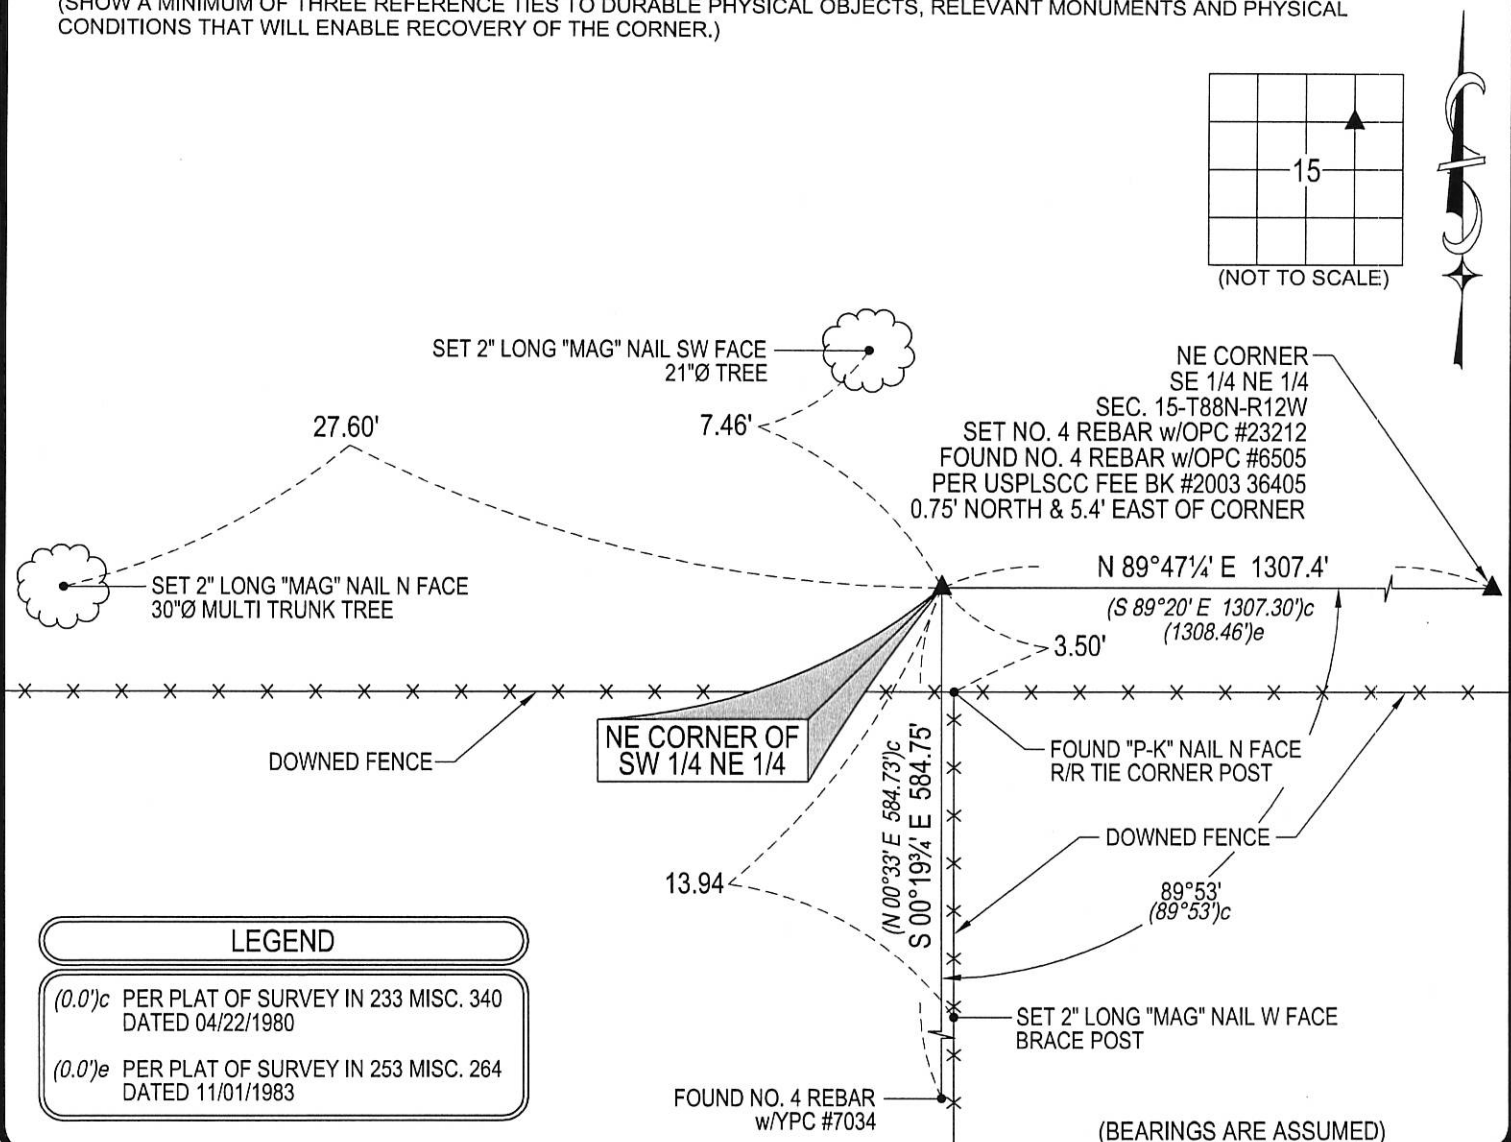 (SHOW A MINIMUM OF THREE REFERENCE TIES TO DURABLE PHYSICAL OBJECTS, RELEVANT MONUMENTS AND PHYSICAL
CONDITIONS THAT WILL ENABLE RECOVERY OF THE CORNER.)
15
(NOT TO SCALE)
SET 2" LONG "MAG" NAIL SW FACE
21"Ø TREE
NE CORNER
SE 1/4 NE 1/4
SEC. 15-T88N-R12W
SET NO. 4 REBAR w/OPC #23212
FOUND NO. 4 REBAR w/OPC #6505
PER USPLSCC FEE BK #2003 36405
0.75' NORTH & 5.4' EAST OF CORNER
27.60'
7.46'
SET 2" LONG "MAG" NAIL N FACE
30"Ø MULTI TRUNK TREE
N 89°47¼' E 1307.4'
(S 89°20' E 1307.30')c
(1308.46')e
3.50'
NE CORNER OF
SW 1/4 NE 1/4
DOWNED FENCE
(N 00°33' E 584.73')c
S 00°19¾' E 584.75'
FOUND "P-K" NAIL N FACE
R/R TIE CORNER POST
DOWNED FENCE
13.94'
89°53'
(89°53')c
LEGEND
(0.0')c PER PLAT OF SURVEY IN 233 MISC. 340
DATED 04/22/1980
(0.0')e PER PLAT OF SURVEY IN 253 MISC. 264
DATED 11/01/1983
SET 2" LONG "MAG" NAIL W FACE
BRACE POST
FOUND NO. 4 REBAR
w/YPC #7034
(BEARINGS ARE ASSUMED)